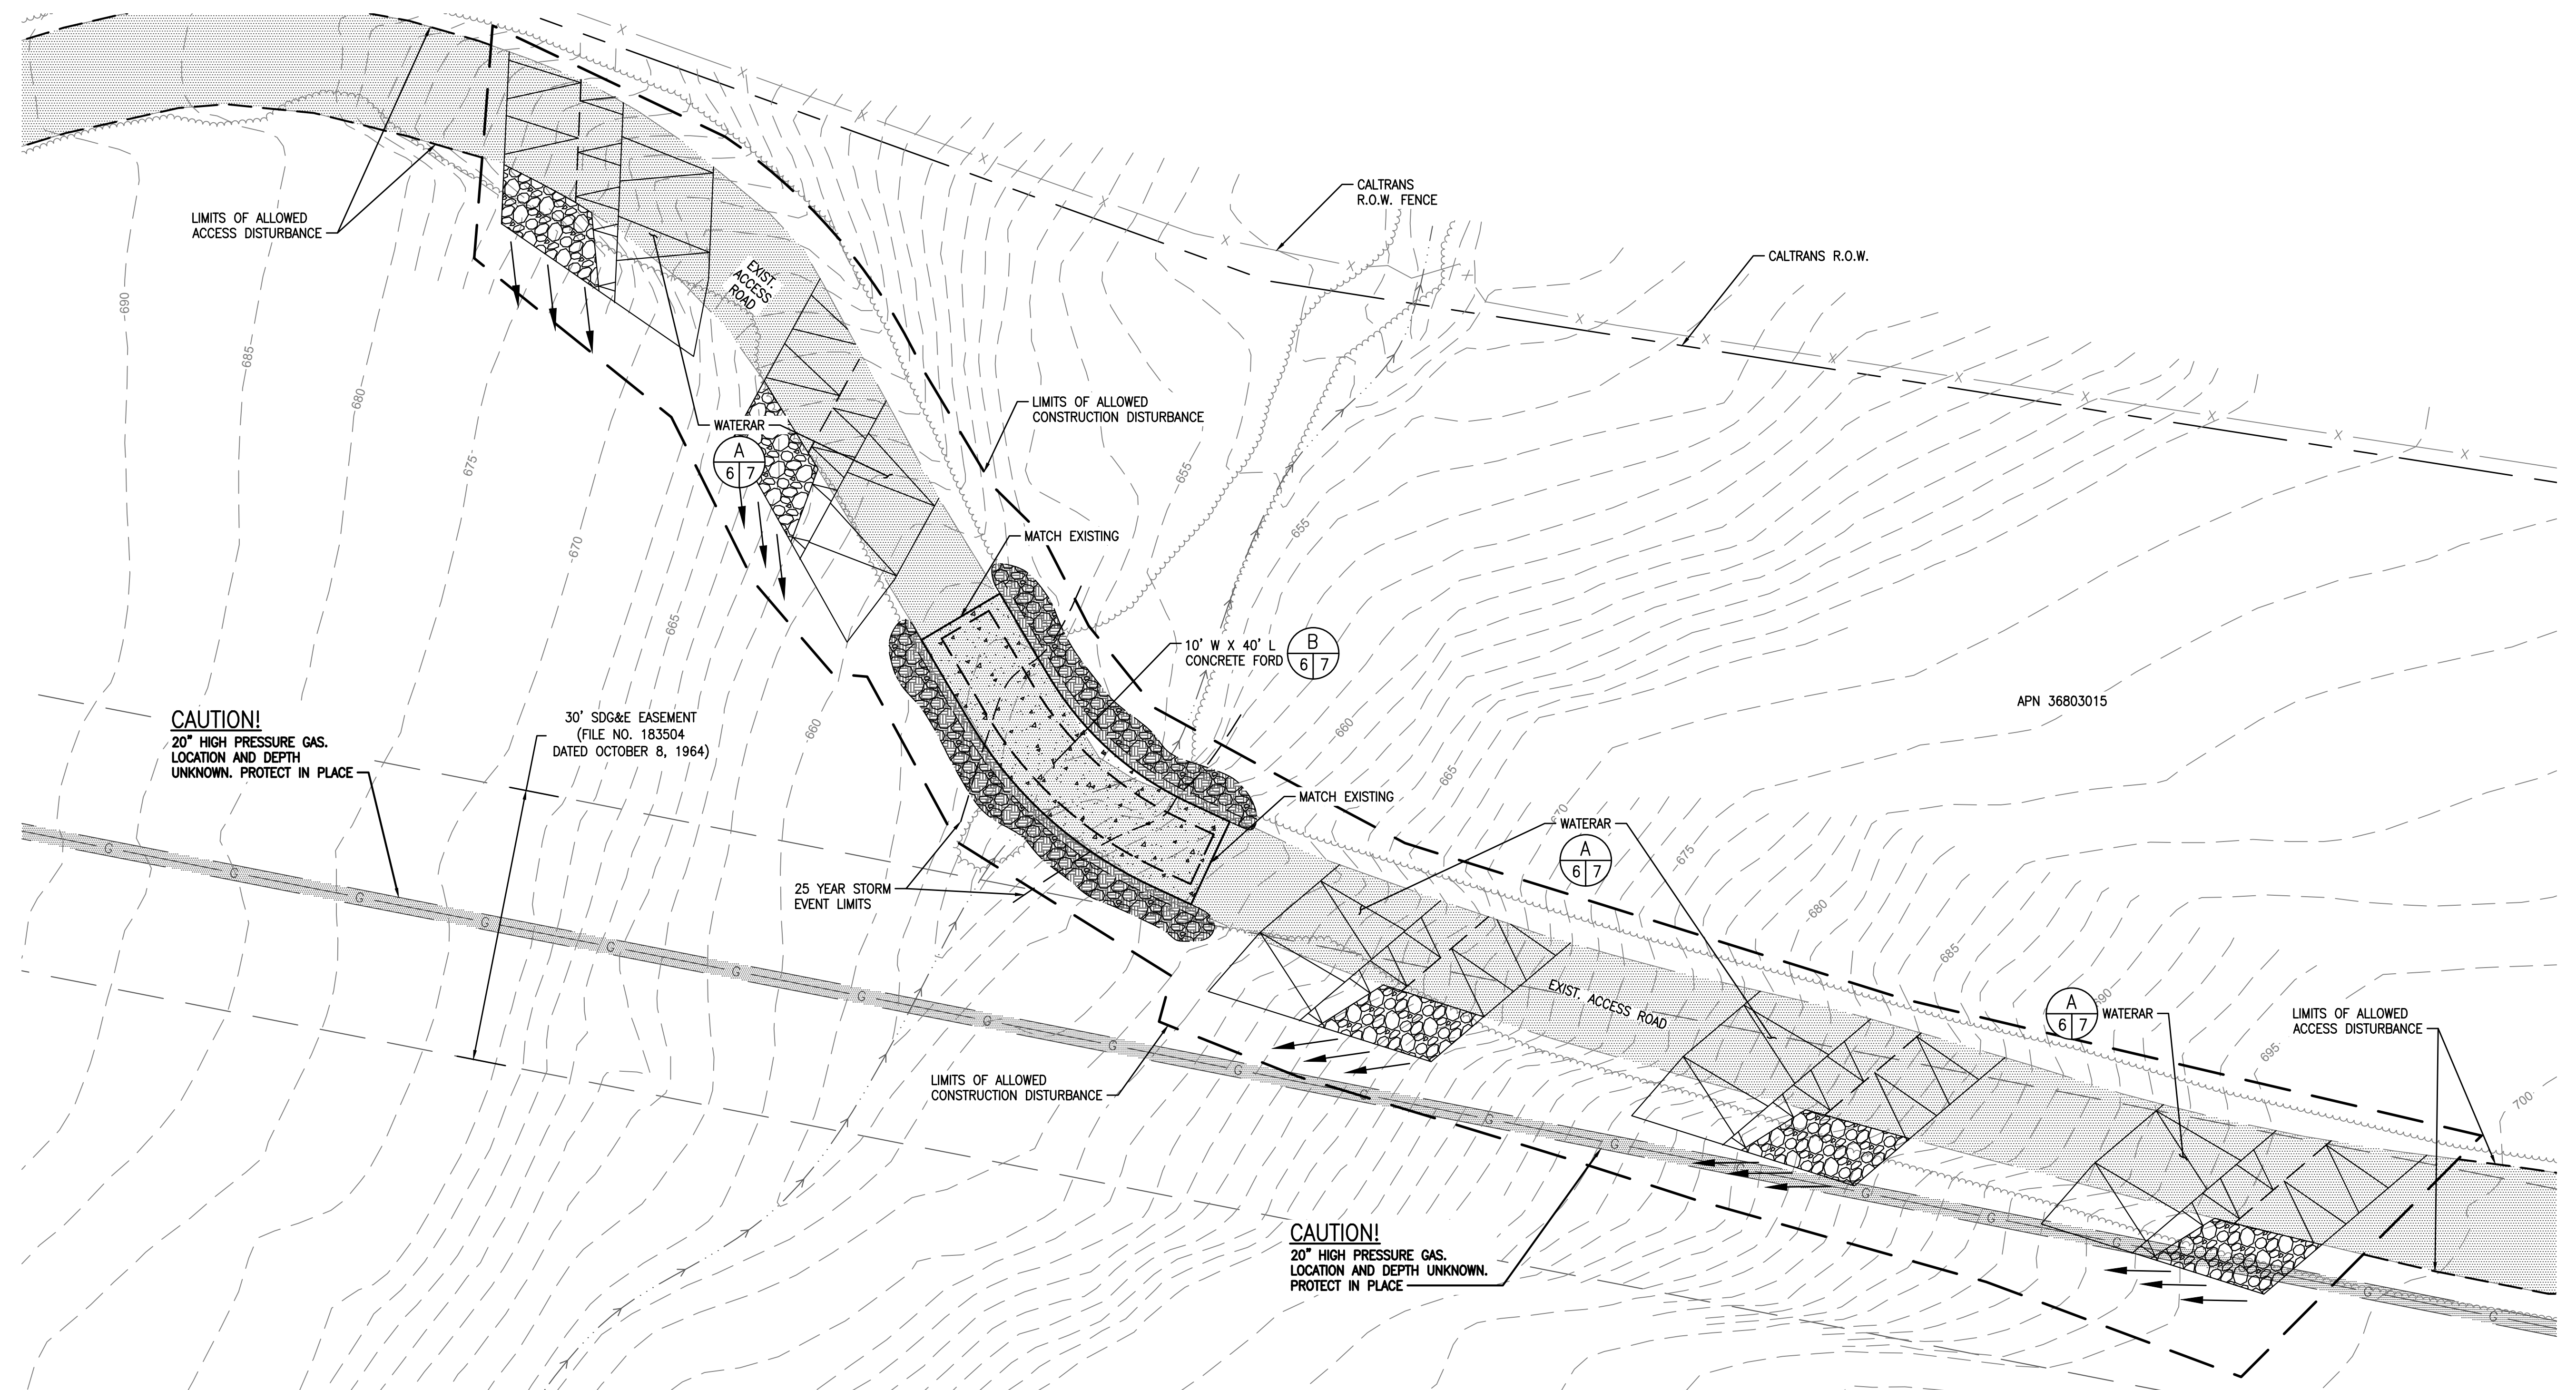 LIMITS OF ALLOWED
ACCESS DISTURBANCE
EXIST.
ACCESS
ROAD
CALTRANS
R.O.W. FENCE
CALTRANS R.O.W.
690
685
680
675
670
665
660
WATERAR
A
6 7
LIMITS OF ALLOWED
CONSTRUCTION DISTURBANCE
655
655
MATCH EXISTING
10' W X 40' L
CONCRETE FORD
B
6 7
APN 36803015
CAUTION!
20" HIGH PRESSURE GAS.
LOCATION AND DEPTH
UNKNOWN. PROTECT IN PLACE
30' SDG&E EASEMENT
(FILE NO. 183504
DATED OCTOBER 8, 1964)
660
665
670
675
680
685
690
695
700
MATCH EXISTING
WATERAR
A
6 7
25 YEAR STORM
EVENT LIMITS
EXIST. ACCESS ROAD
A
6 7
WATERAR
LIMITS OF ALLOWED
ACCESS DISTURBANCE
LIMITS OF ALLOWED
CONSTRUCTION DISTURBANCE
CAUTION!
20" HIGH PRESSURE GAS.
LOCATION AND DEPTH UNKNOWN.
PROTECT IN PLACE
G G G G G G G G G G G G G G G G G G
X X X X X X X X X X X X X X X